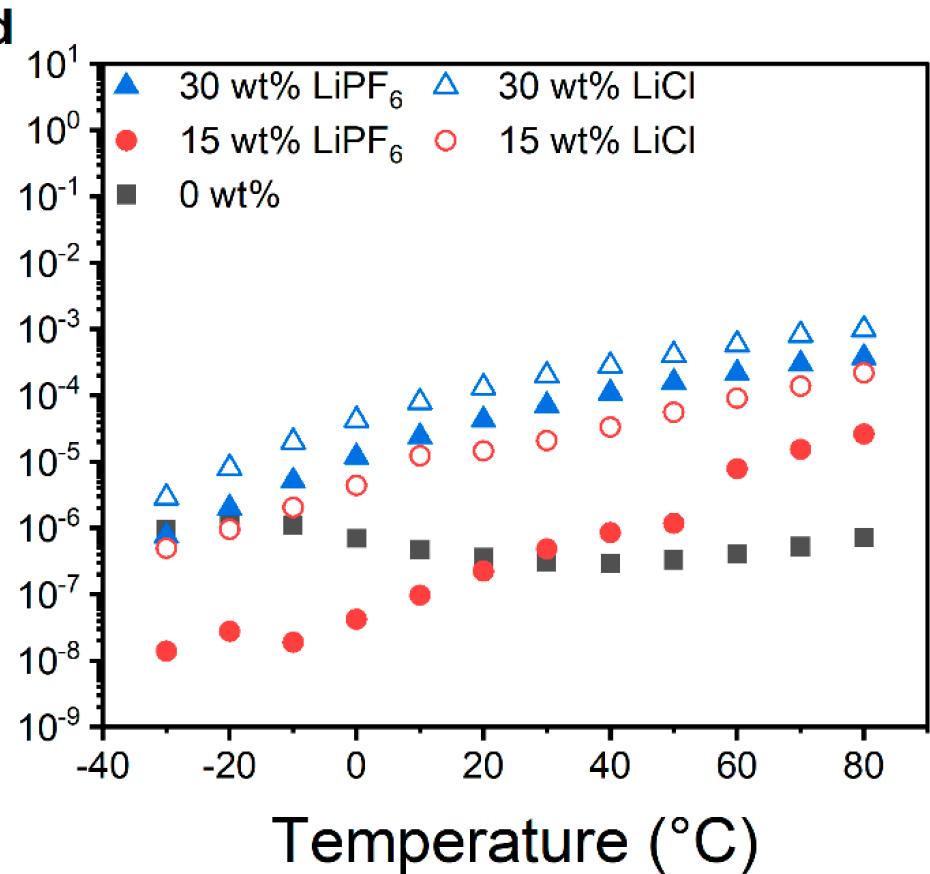 d
30 wt% LiPF₆ 30 wt% LiCl
15 wt% LiPF₆ 15 wt% LiCl
0 wt%
10¹
10⁰
10⁻¹
10⁻²
10⁻³
10⁻⁴
10⁻⁵
10⁻⁶
10⁻⁷
10⁻⁸
10⁻⁹
-40 -20 0 20 40 60 80
Temperature (°C)